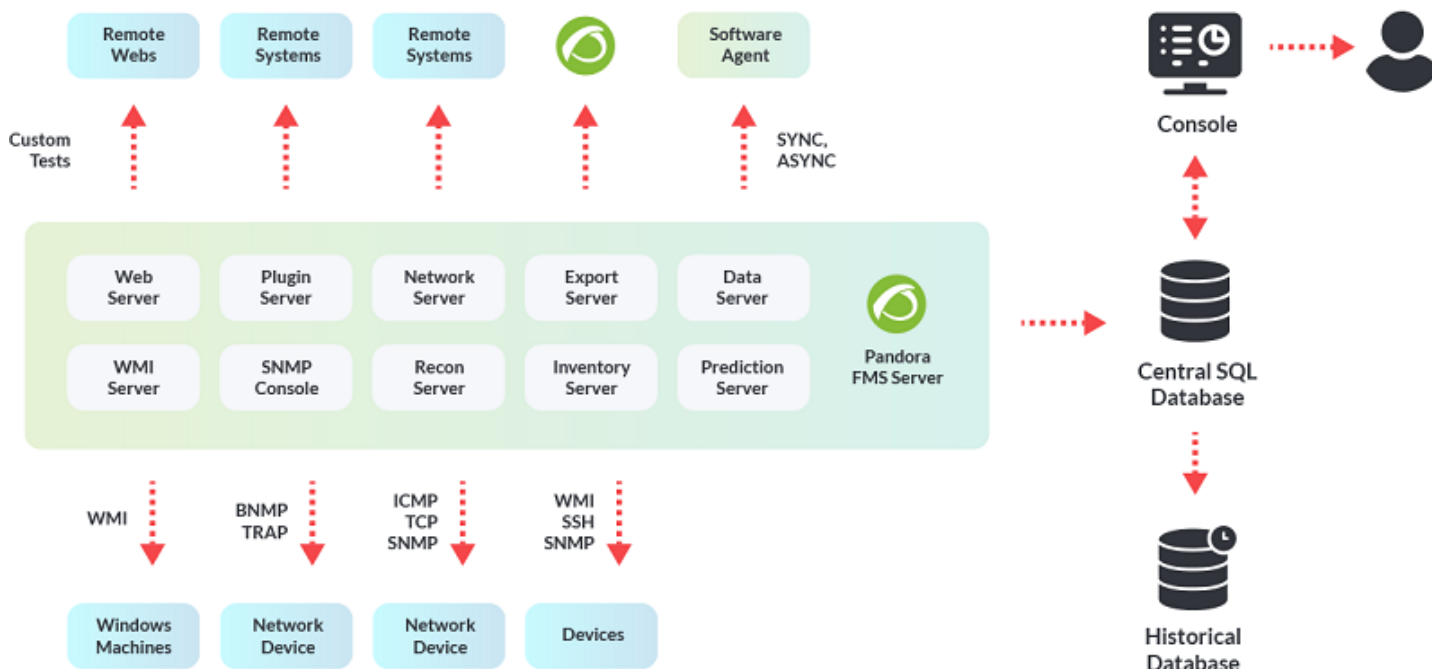 Remote
Webs
Remote
Systems
Remote
Systems
Software
Agent
Custom
Tests
SYNC,
ASYNC
Console
Web
Server
Plugin
Server
Network
Server
Export
Server
Data
Server
WMI
Server
SNMP
Console
Recon
Server
Inventory
Server
Prediction
Server
Pandora
FMS Server
Central SQL
Database
WMI
BNMP
TRAP
ICMP
TCP
SNMP
WMI
SSH
SNMP
Windows
Machines
Network
Device
Network
Device
Devices
Historical
Database